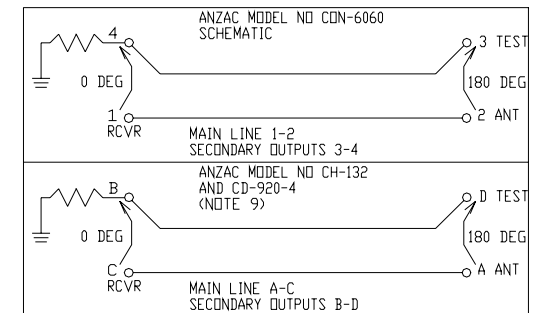 ANZAC MODEL NO CON-6060
SCHEMATIC
4
3 TEST
0 DEG
180 DEG
1
2 ANT
RCVR
MAIN LINE 1-2
SECONDARY OUTPUTS 3-4
ANZAC MODEL NO CH-132
AND CD-920-4
(NOTE 9)
B
D TEST
0 DEG
180 DEG
C
A ANT
RCVR
MAIN LINE A-C
SECONDARY OUTPUTS B-D